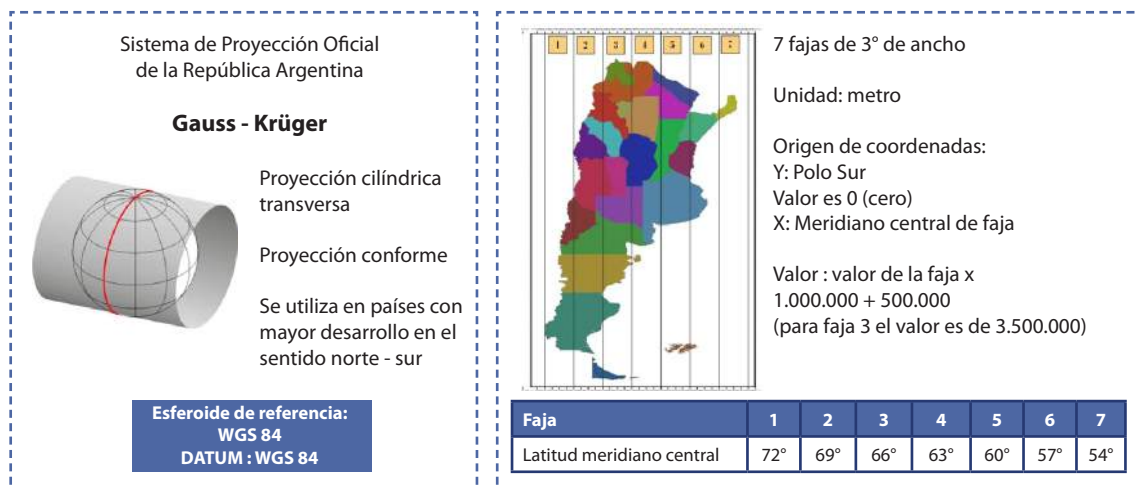 Sistema de Proyección Oficial
de la República Argentina
Gauss - Krüger
Proyección cilíndrica
transversa
Proyección conforme
Se utiliza en países con
mayor desarrollo en el
sentido norte - sur
Esferoide de referencia:
WGS 84
DATUM : WGS 84
1 2 3 4 5 6 7
7 fajas de 3° de ancho
Unidad: metro
Origen de coordenadas:
Y: Polo Sur
Valor es 0 (cero)
X: Meridiano central de faja
Valor : valor de la faja x
1.000.000 + 500.000
(para faja 3 el valor es de 3.500.000)
Faja 1 2 3 4 5 6 7
Latitud meridiano central 72° 69° 66° 63° 60° 57° 54°